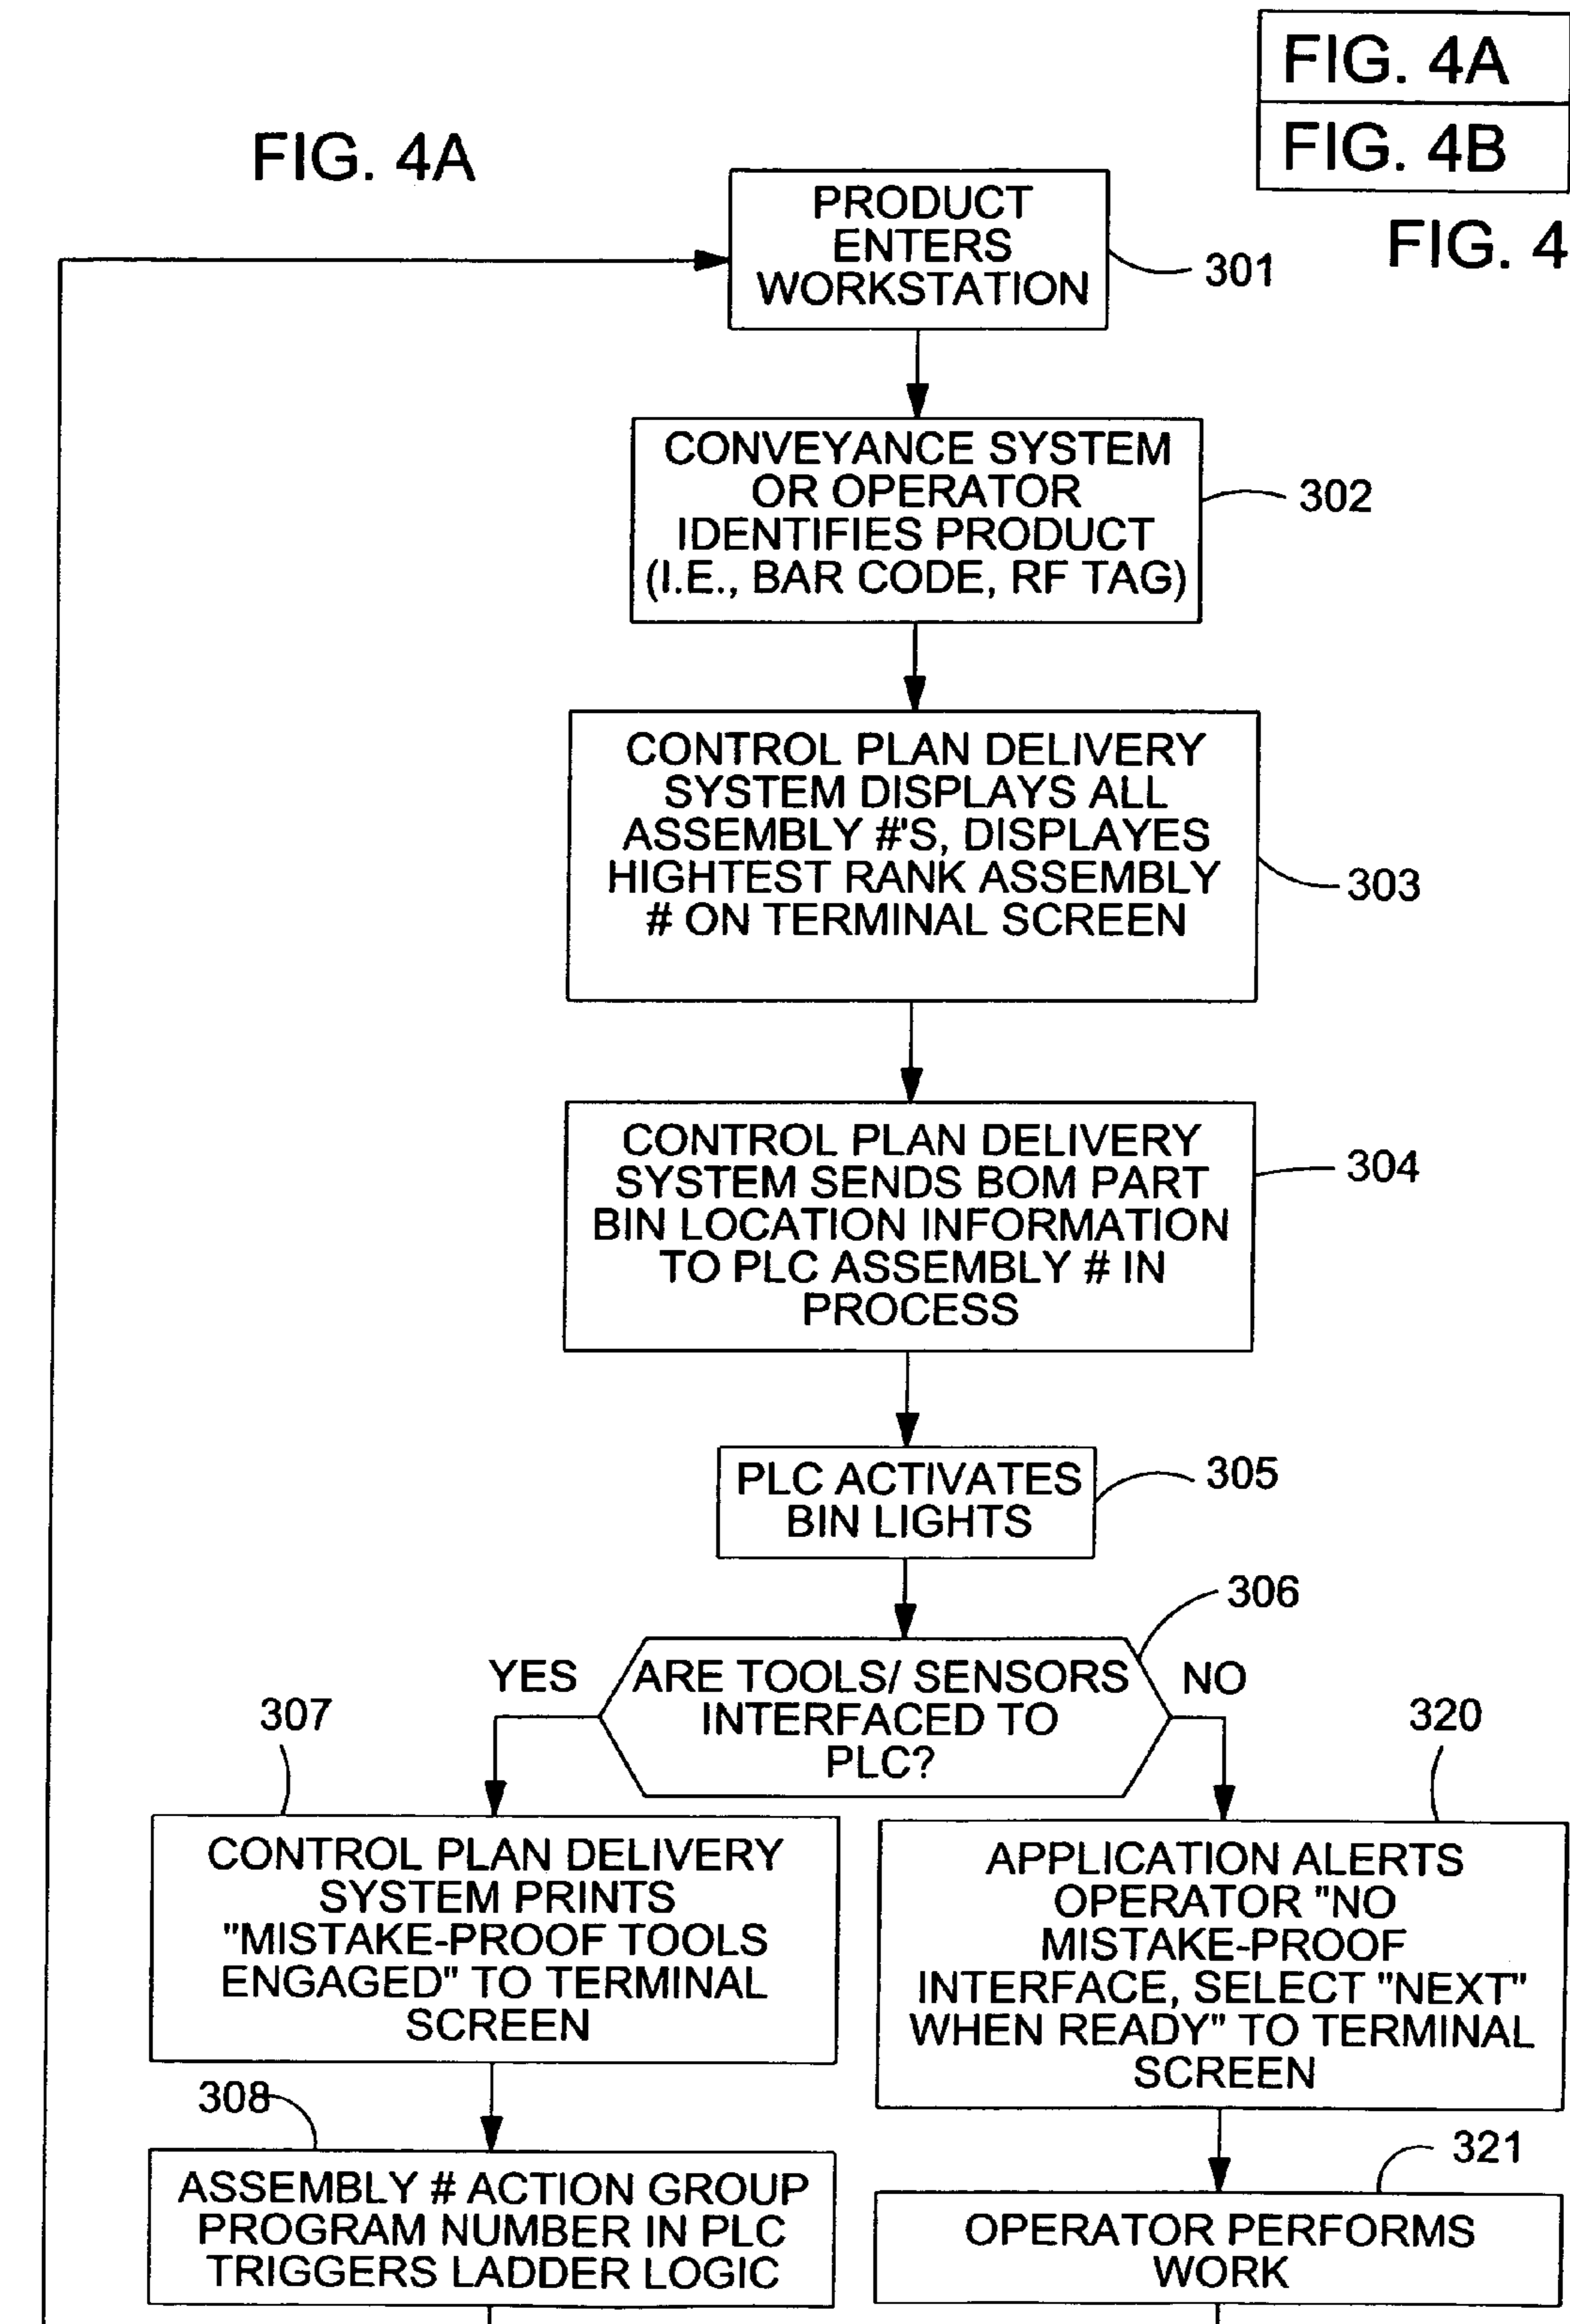 FIG. 4A
FIG. 4B
FIG. 4
FIG. 4A
PRODUCT
ENTERS
WORKSTATION
301
CONVEYANCE SYSTEM
OR OPERATOR
IDENTIFIES PRODUCT
(I.E., BAR CODE, RF TAG)
302
CONTROL PLAN DELIVERY
SYSTEM DISPLAYS ALL
ASSEMBLY #'S, DISPLAYES
HIGHTEST RANK ASSEMBLY
# ON TERMINAL SCREEN
303
CONTROL PLAN DELIVERY
SYSTEM SENDS BOM PART
BIN LOCATION INFORMATION
TO PLC ASSEMBLY # IN
PROCESS
304
PLC ACTIVATES
BIN LIGHTS
305
306
ARE TOOLS/ SENSORS
INTERFACED TO
PLC?
YES
NO
307
CONTROL PLAN DELIVERY
SYSTEM PRINTS
"MISTAKE-PROOF TOOLS
ENGAGED" TO TERMINAL
SCREEN
308
ASSEMBLY # ACTION GROUP
PROGRAM NUMBER IN PLC
TRIGGERS LADDER LOGIC
320
APPLICATION ALERTS
OPERATOR "NO
MISTAKE-PROOF
INTERFACE, SELECT "NEXT"
WHEN READY" TO TERMINAL
SCREEN
321
OPERATOR PERFORMS
WORK